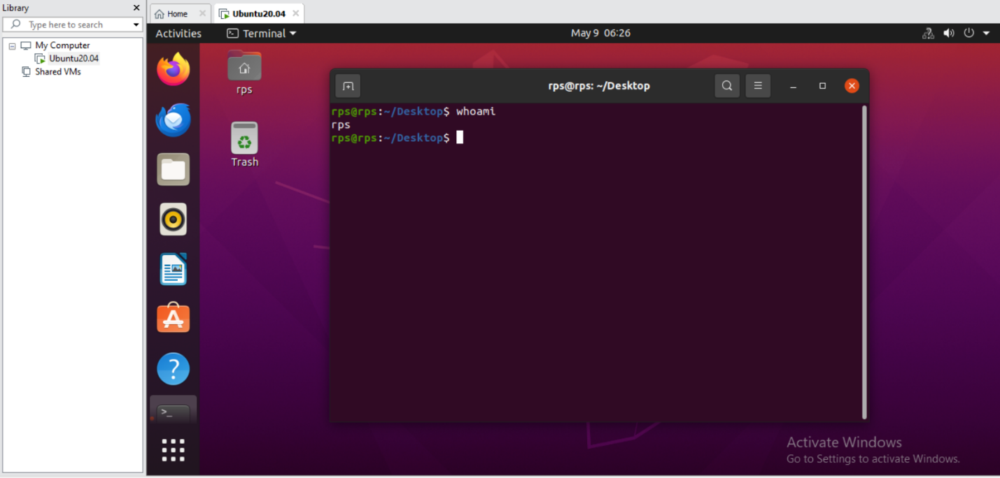 Library
Type here to search
My Computer
Ubuntu20.04
Shared VMs
Home
Ubuntu20.04
Activities
Terminal
May 9 06:26
rps
Trash
rps@rps: ~/Desktop
rps@rps:~/Desktop$ whoami
rps
rps@rps:~/Desktop$
Activate Windows
Go to Settings to activate Windows.